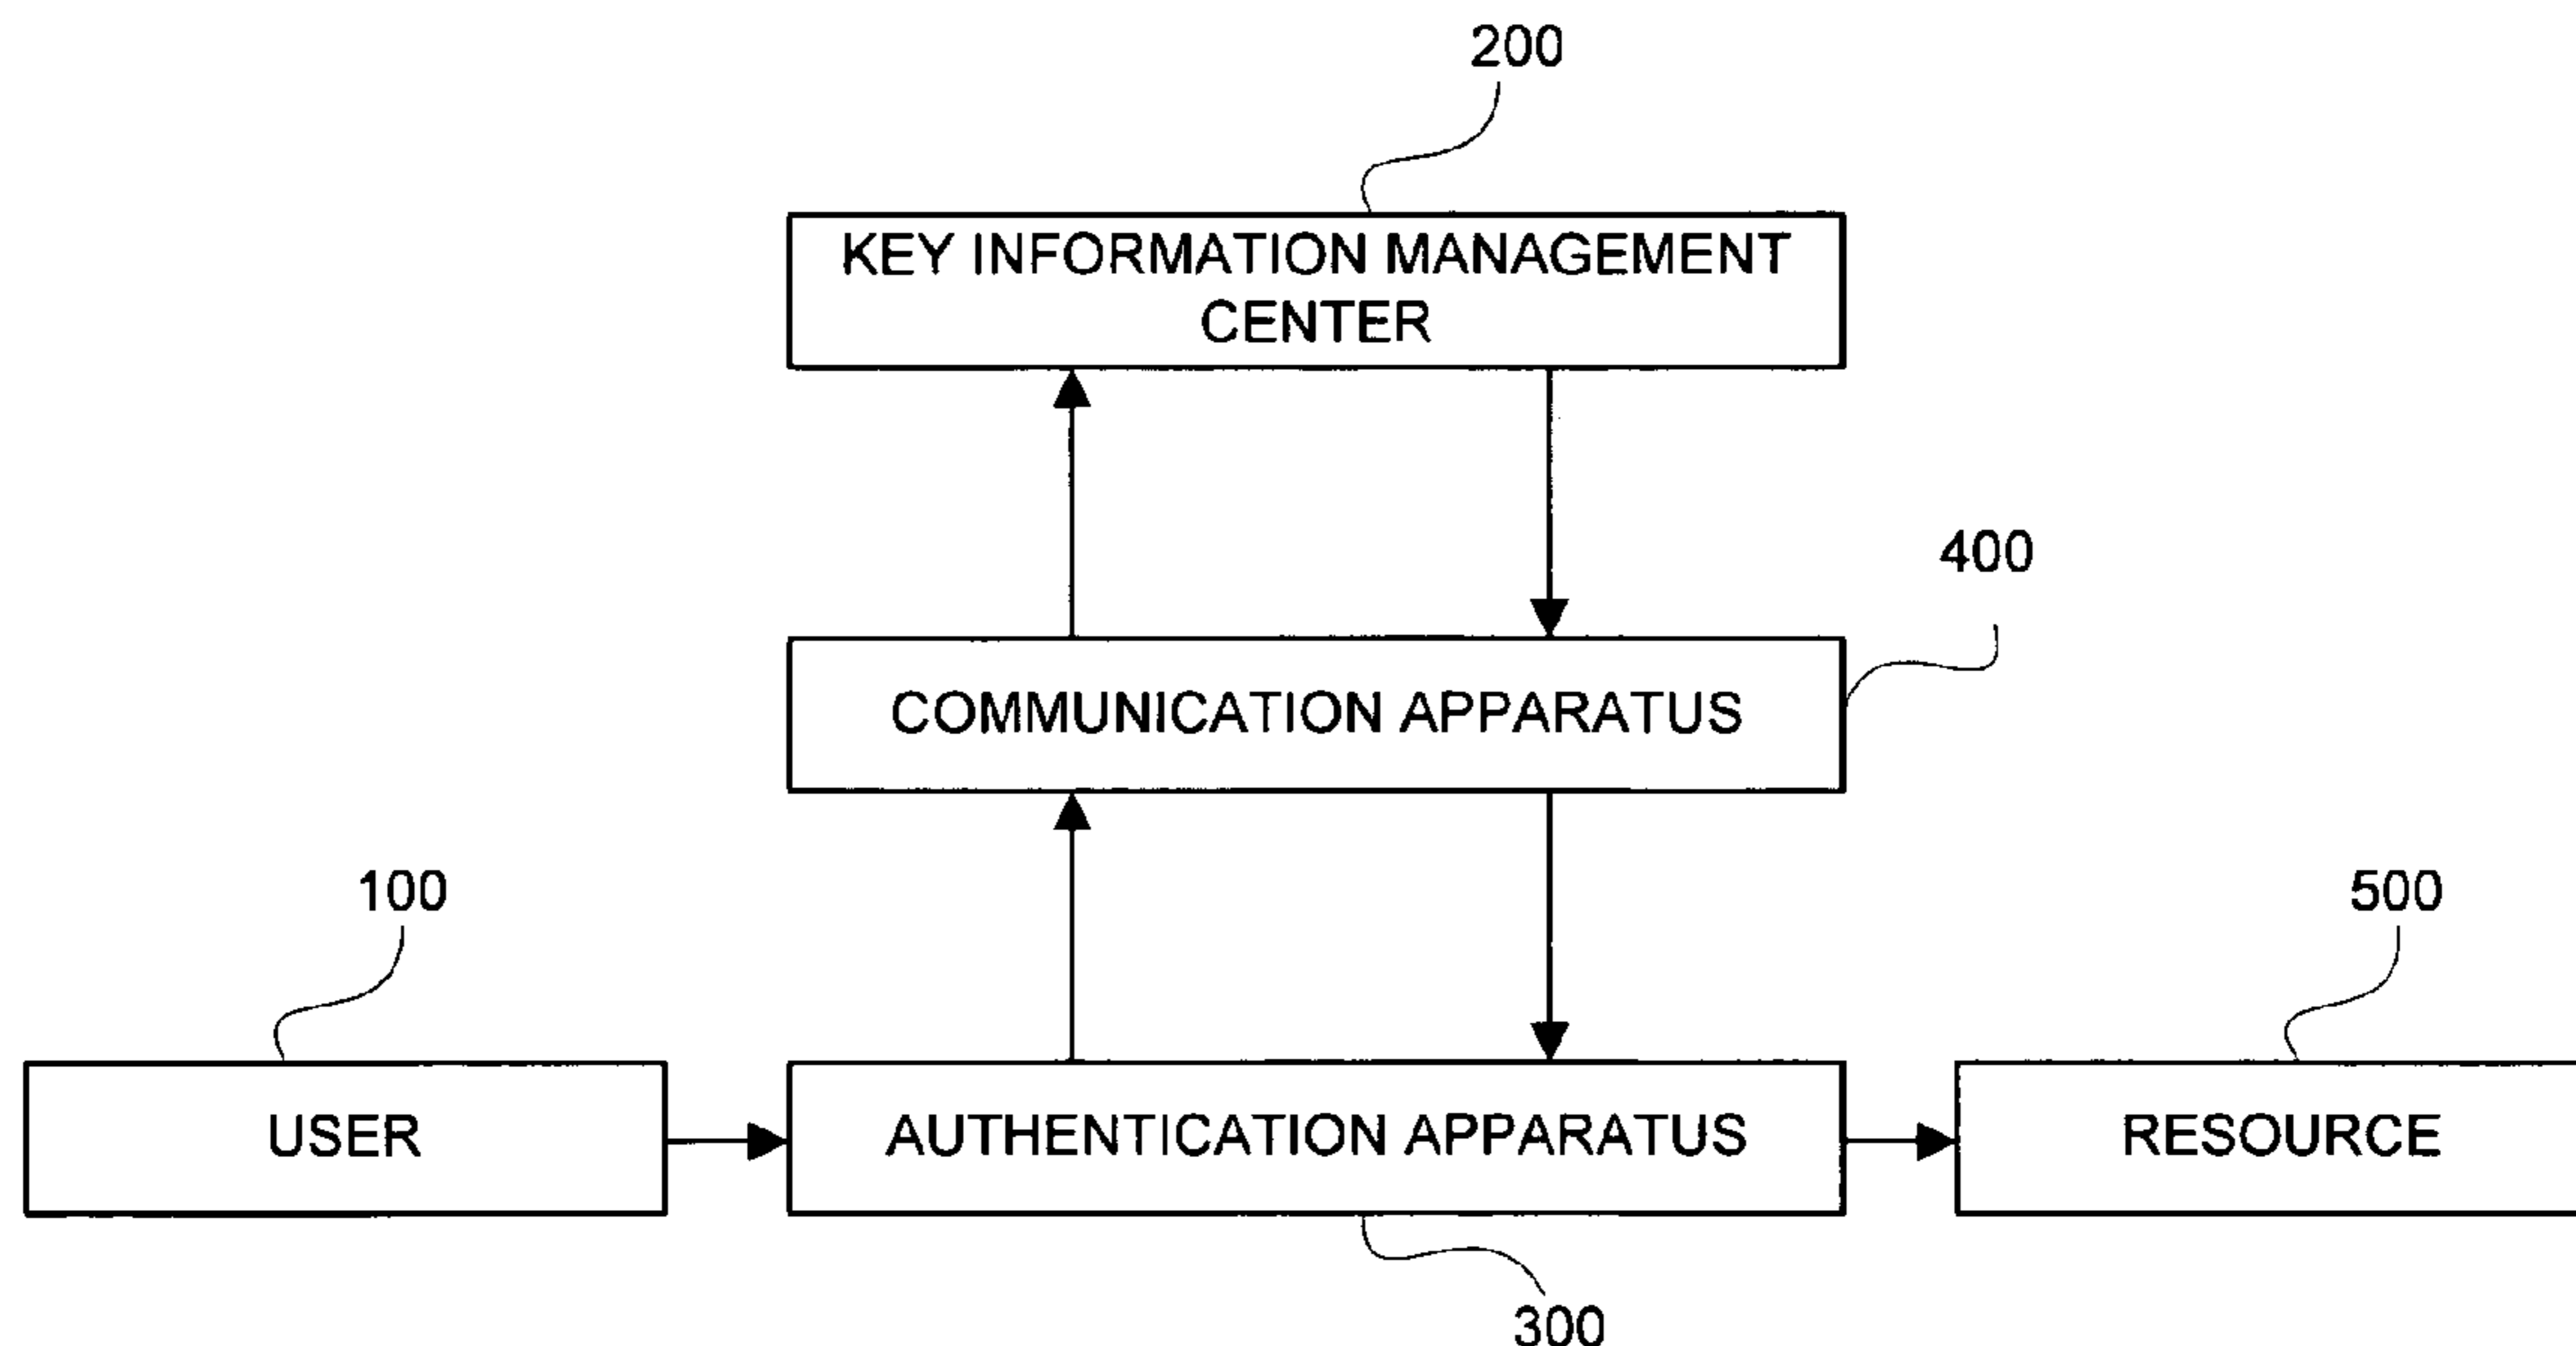 200
KEY INFORMATION MANAGEMENT
CENTER
400
COMMUNICATION APPARATUS
100
500
USER
AUTHENTICATION APPARATUS
RESOURCE
300